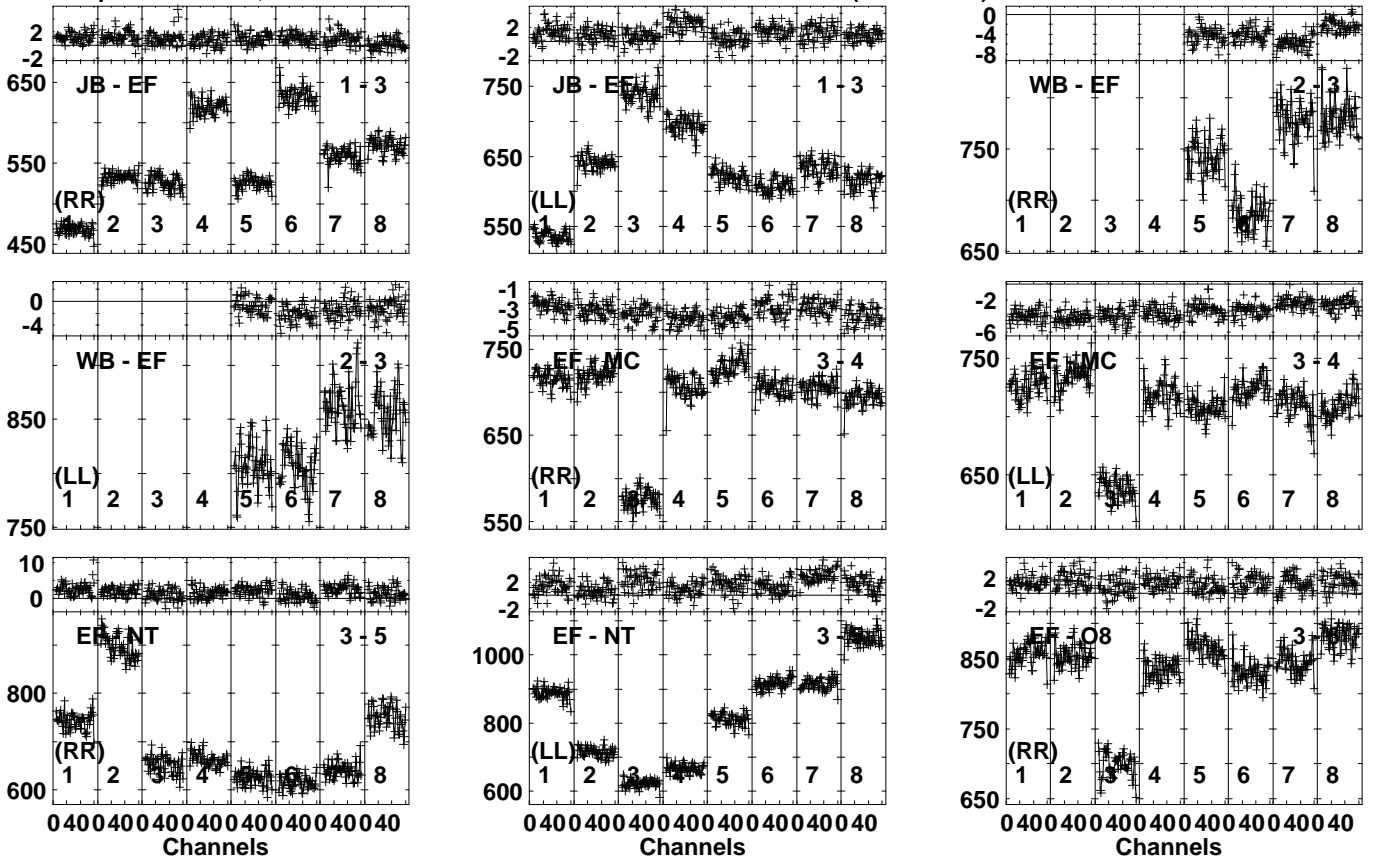 2 2 0
-2 -2 -4
-8
650 JB - EF 1 - 3 750 JB - EF 1 - 3 WB - EF 2 - 3
550 650 750
(RR) (LL) (RR)
1 2 3 4 5 6 7 8 1 2 3 4 5 6 7 8 1 2 3 4 5 6 7 8
450 550 650
0 -1 -2
-4 -3 -6
-5
WB - EF 2 - 3 750 EF - MC 3 - 4 750 EF - MC 3 - 4
850 650 650
(LL) (RR) (LL)
1 2 3 4 5 6 7 8 1 2 3 4 5 6 7 8 1 2 3 4 5 6 7 8
750 550
10 2 2
0 -2 -2
EF - NT 3 - 5 1000 EF - NT 3 - 5 EF - O8
800 800 850
750
(RR) (LL) (RR)
1 2 3 4 5 6 7 8 1 2 3 4 5 6 7 8 1 2 3 4 5 6 7 8
600 600 650
0 40 0 40 0 40 0 40 0 40 0 40 0 40 0 40 0 40 0 40 0 40 0 40 0 40 0 40 0 40 0 40 0 40 0 40 0 40 0 40 0 40 0 40 0 40 0 40
Channels Channels Channels